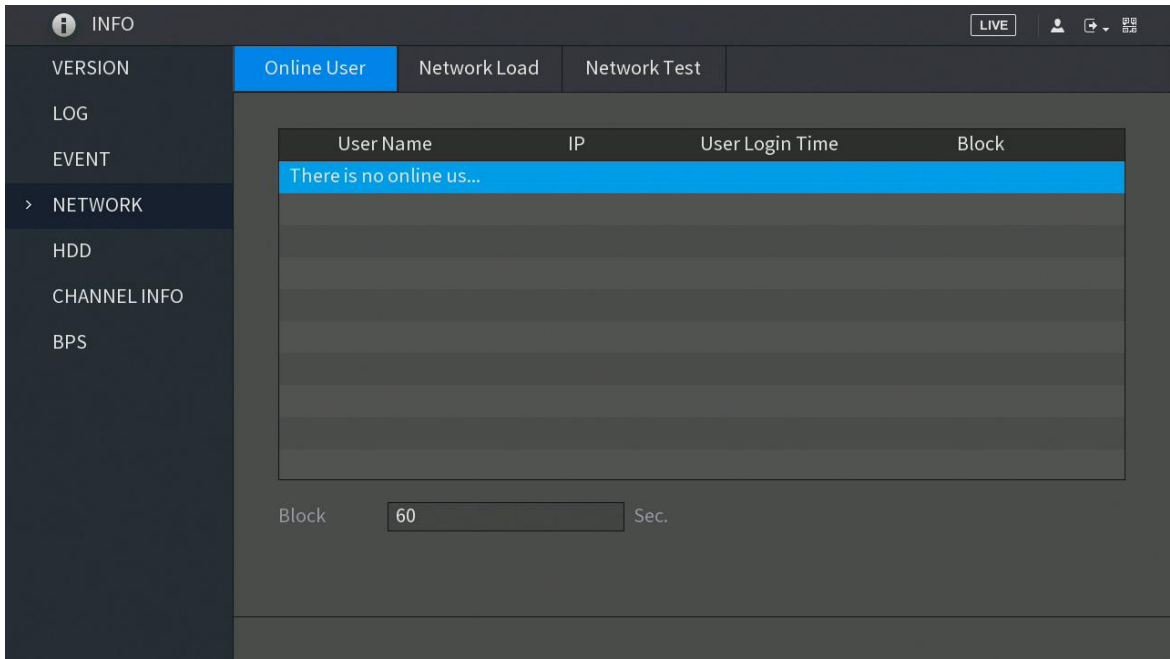 INFO
LIVE
VERSION
LOG
EVENT
> NETWORK
HDD
CHANNEL INFO
BPS
Online User Network Load Network Test
User Name IP User Login Time Block
There is no online us...
Block 60 Sec.